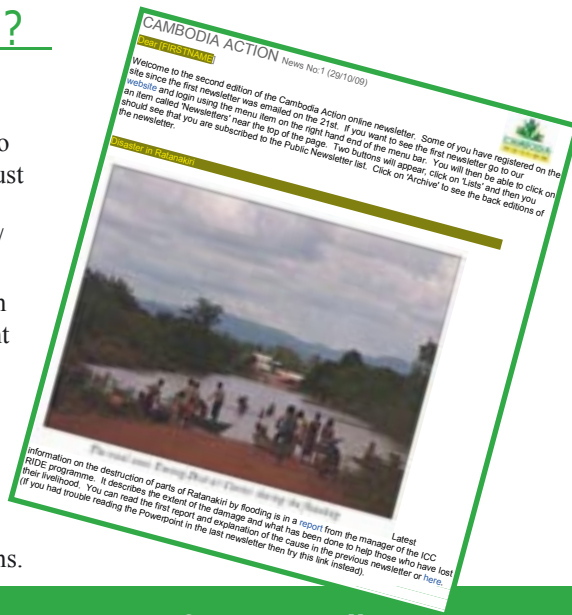 ?
o
ust
/
n
nt
ns.
CAMBODIA ACTION News No:1 (29/10/09)
Dear [FIRSTNAME]
Welcome to the second edition of the Cambodia Action online newsletter. Some of you have registered on the
site since the first newsletter was emailed on the 21st. If you want to see the first newsletter go to our
website and login using the menu item on the right hand end of the menu bar. You will then be able to click on
an item called 'Newsletters' near the top of the page. Two buttons will appear, click on 'Lists' and then you
should see that you are subscribed to the Public Newsletter list. Click on 'Archive' to see the back editions of
the newsletter.
CAMBODIA
Disaster in Ratanakiri
Latest
information on the destruction of parts of Ratanakiri by flooding is in a report from the manager of the ICC
RIDE programme. It describes the extent of the damage and what has been done to help those who have lost
their livelihood. You can read the first report and explanation of the cause in the previous newsletter or here.
(If you had trouble reading the Powerpoint in the last newsletter then try this link instead).